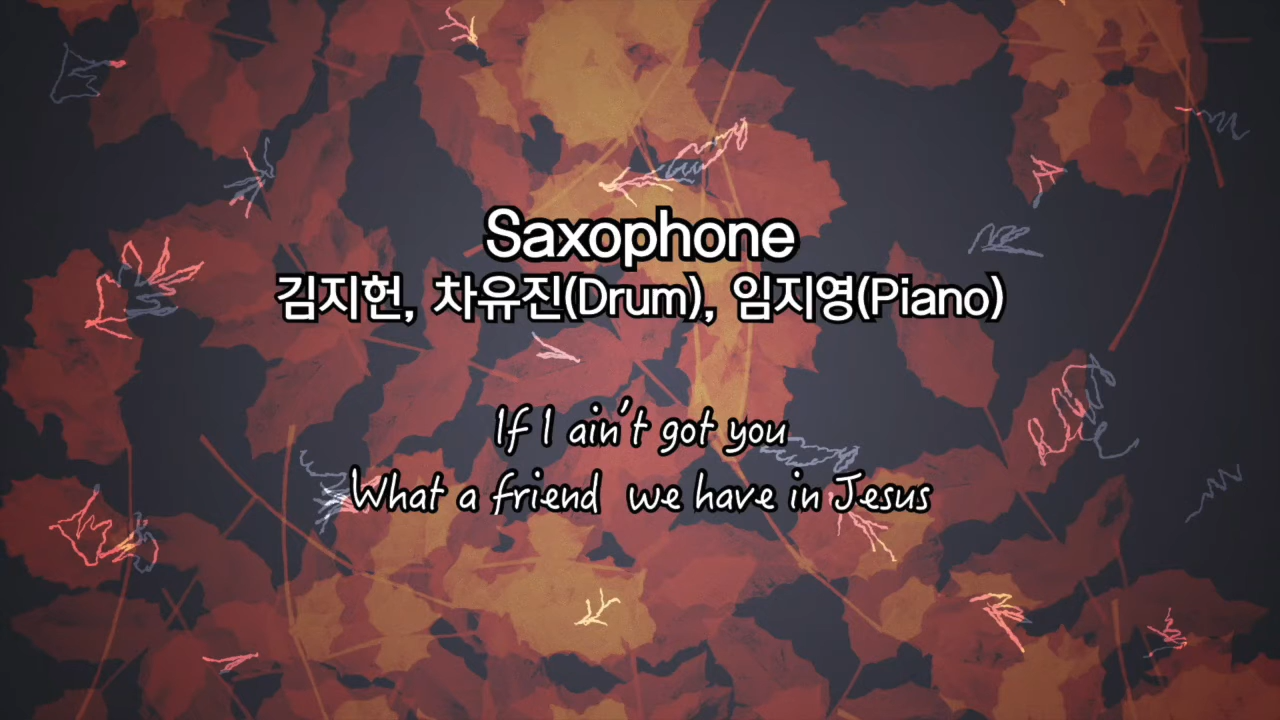 Saxophone
김지헌, 차유진(Drum), 임지영(Piano)
If I ain't got you
What a friend we have in Jesus